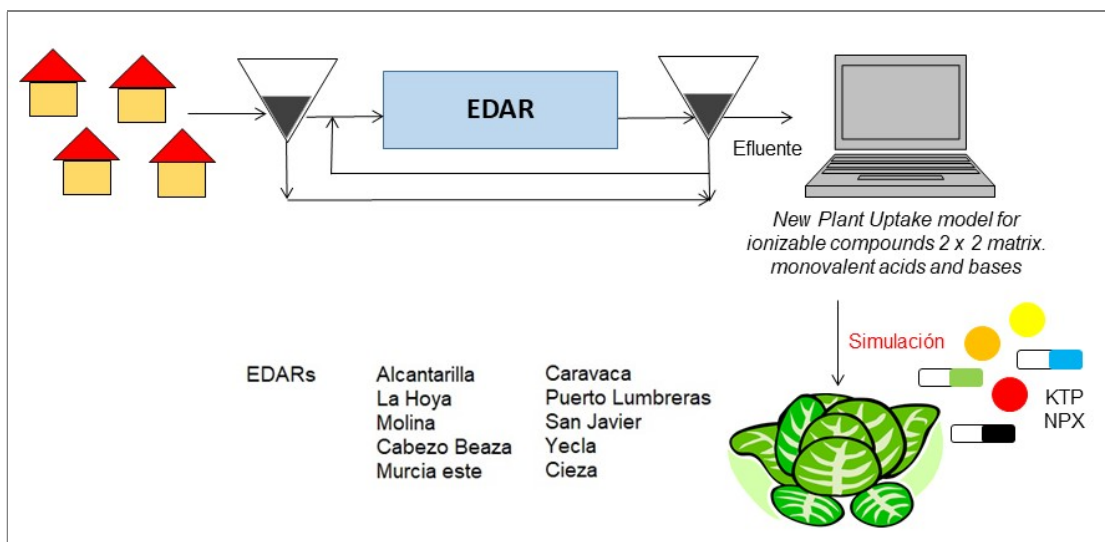 EDAR
Efluente
New Plant Uptake model for
ionizable compounds 2 x 2 matrix.
monovalent acids and bases
Simulación
KTP
NPX
EDARs
Alcantarilla
La Hoya
Molina
Cabezo Beaza
Murcia este
Caravaca
Puerto Lumbreras
San Javier
Yecla
Cieza